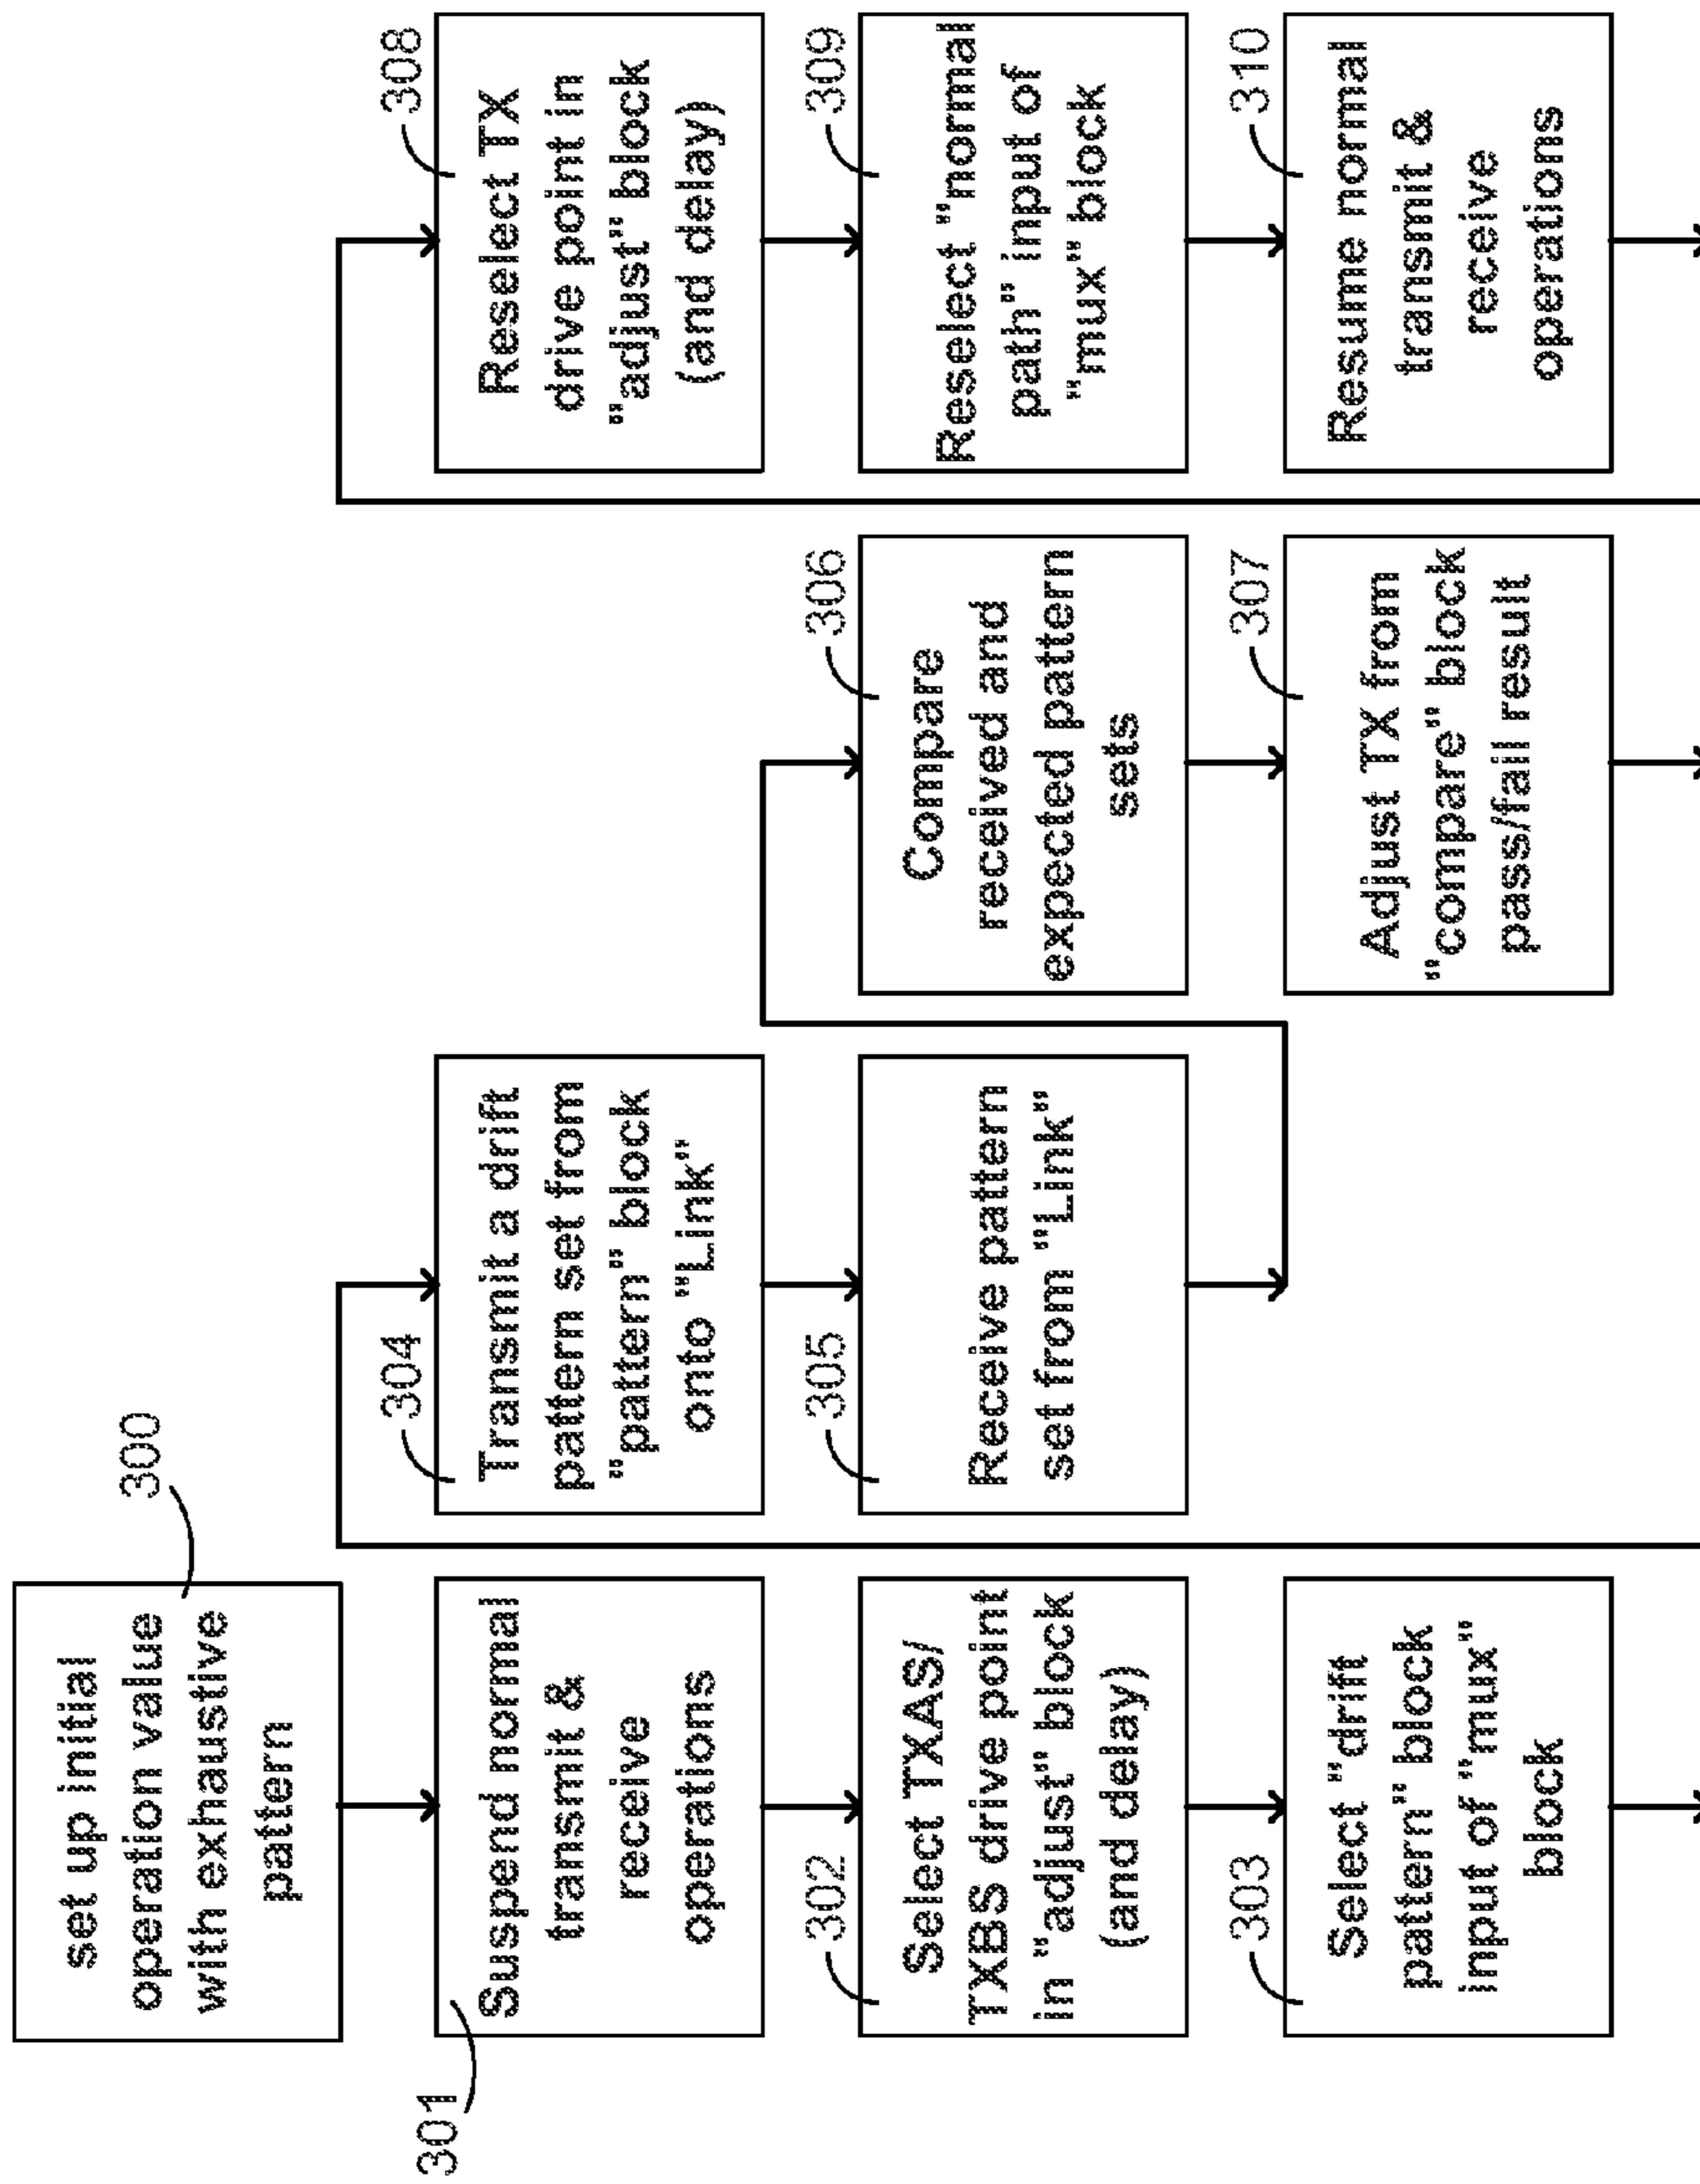 300
set up initial
operation value
with exhaustive
pattern
301
Suspend normal
transmit &
receive
operations
302
Select TXAS/
TXBS drive point
in "adjust" block
(and delay)
303
Select "drift
pattern" block
input of "mux"
block
304
Transmit a drift
pattern set from
"pattern" block
onto "Link"
305
Receive pattern
set from "Link"
306
Compare
received and
expected pattern
sets
307
Adjust TX from
"compare" block
pass/fail result
308
Reselect TX
drive point in
"adjust" block
(and delay)
309
Reselect "normal
path" input of
"mux" block
310
Resume normal
transmit &
receive
operations